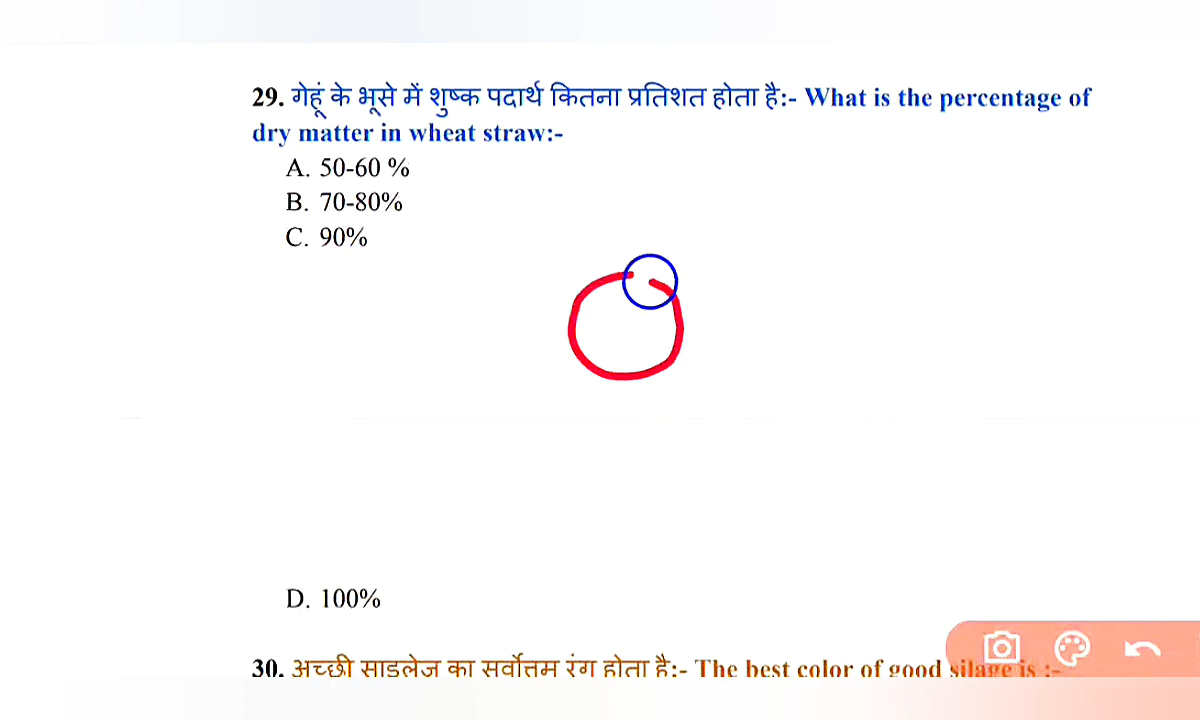 29. गेहूं के भूसे में शुष्क पदार्थ कितना प्रतिशत होता है:- What is the percentage of
dry matter in wheat straw:-
A. 50-60 %
B. 70-80%
C. 90%
D. 100%
30. अच्छी साइलेज का सर्वोत्तम रंग होता है:- The best color of good silage is :-